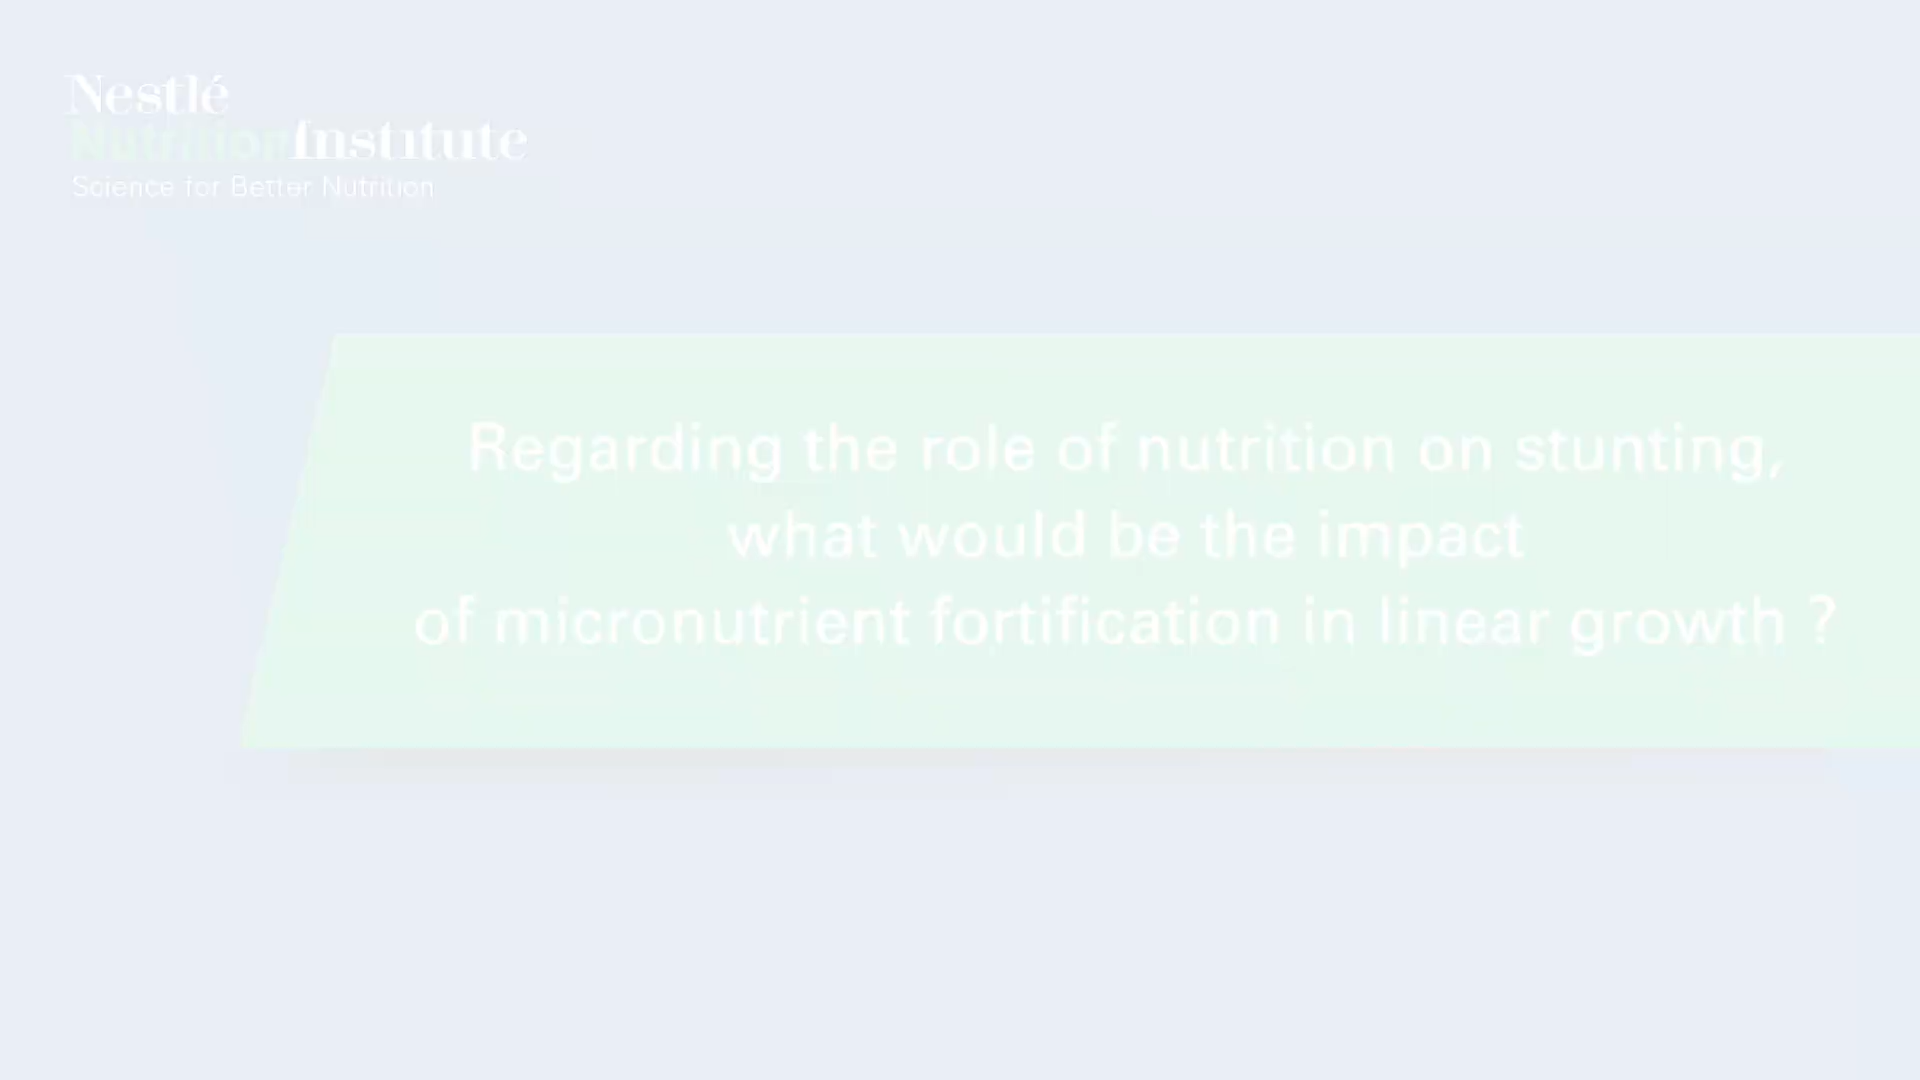 Nestlé
NutritionInstitute
Science for Better Nutrition
Regarding the role of nutrition on stunting,
what would be the impact
of micronutrient fortification in linear growth ?